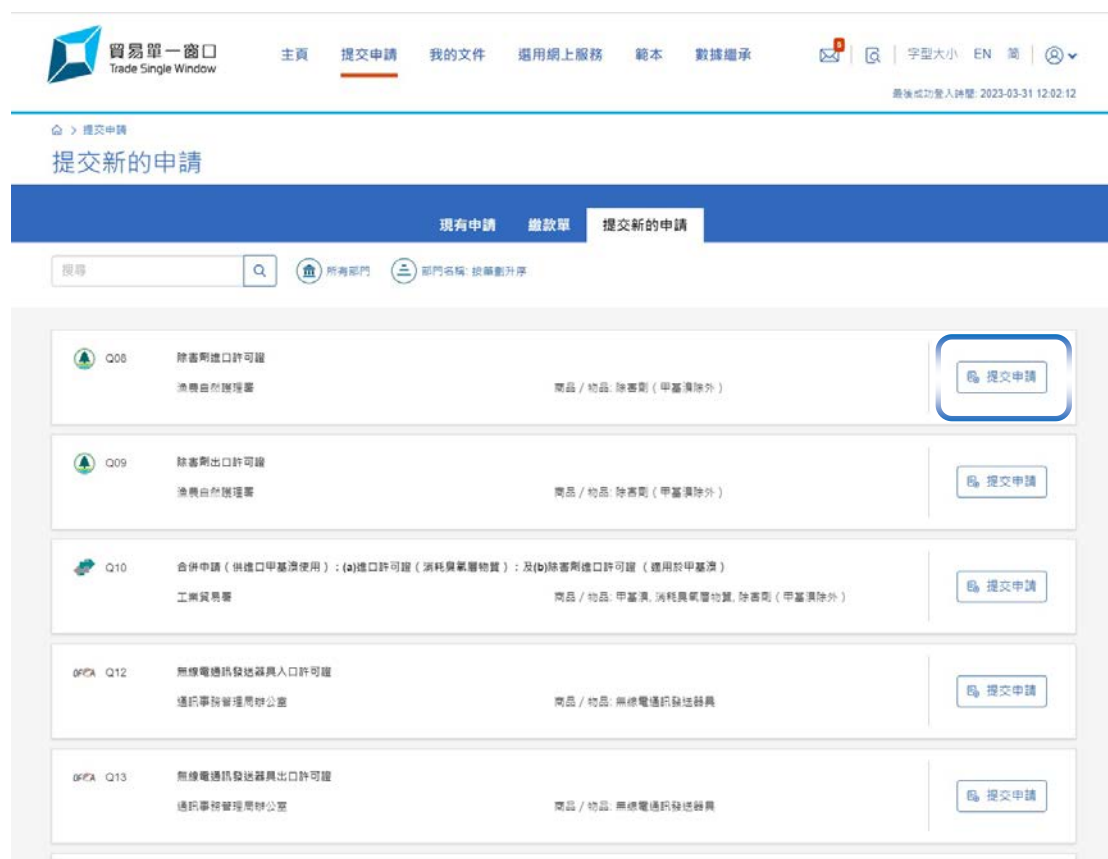 貿易單一窗口
Trade Single Window
主頁 提交申請 我的文件 選用網上服務 範本 數據繼承 8 字型大小 EN 简
最後成功登入時間: 2023-03-31 12:02:12
> 提交申請
提交新的申請
現有申請 繳款單 提交新的申請
搜尋 所有部門 部門名稱: 按筆劃升序
Q08 除害劑進口許可證
漁農自然護理署 商品 / 物品: 除害劑 ( 甲基溴除外 )
提交申請
Q09 除害劑出口許可證
漁農自然護理署 商品 / 物品: 除害劑 ( 甲基溴除外 )
提交申請
Q10 合併申請 ( 供進口甲基溴使用 ) : (a)進口許可證 ( 消耗臭氧層物質 ) : 及(b)除害劑進口許可證 ( 適用於甲基溴 )
工業貿易署 商品 / 物品: 甲基溴, 消耗臭氧層物質, 除害劑 ( 甲基溴除外 )
提交申請
OFCA Q12 無線電通訊發送器具入口許可證
通訊事務管理局辦公室 商品 / 物品: 無線電通訊發送器具
提交申請
OFCA Q13 無線電通訊發送器具出口許可證
通訊事務管理局辦公室 商品 / 物品: 無線電通訊發送器具
提交申請